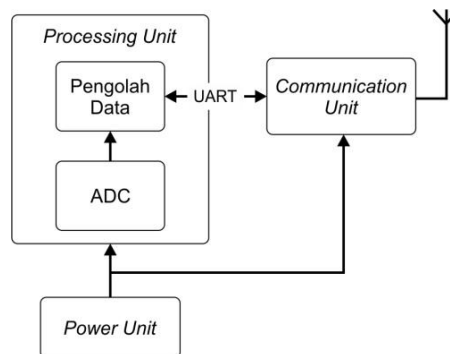 Processing Unit
Pengolah
Data
UART
Communication
Unit
ADC
Power Unit